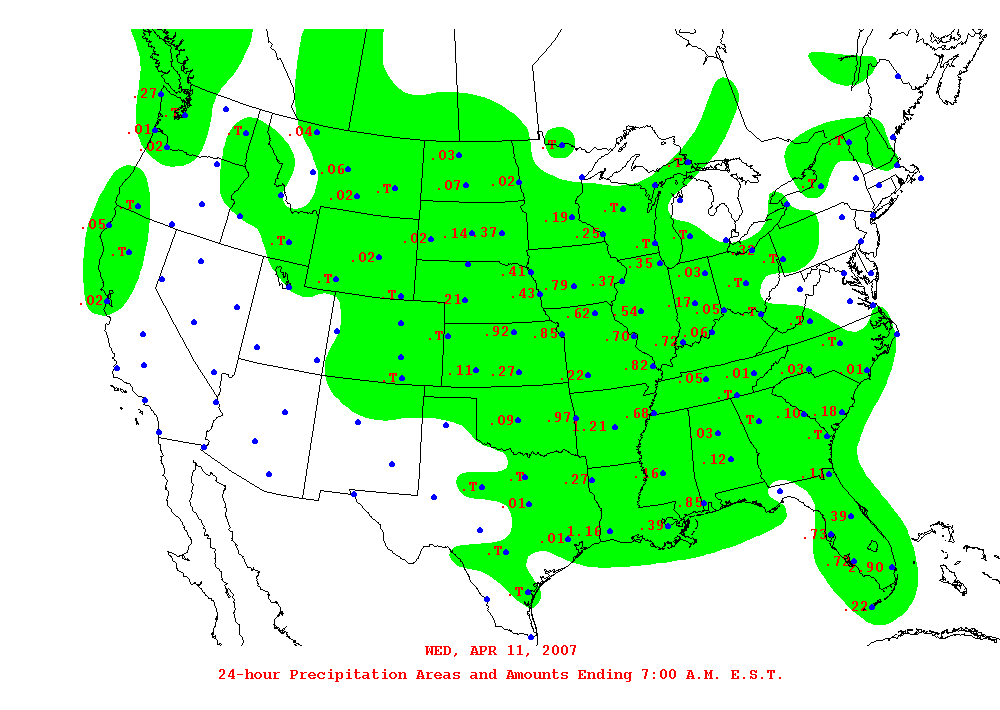 .27
.T
.01
.02
.T
.04
.03
.T
.T
.T
.06
.T
.02
.07
.02
.T
.T
.05
.19
.T
.02
.14
.37
.25
.T
.T
.T
.T
.32
.02
.T
.35
.T
.41
.03
.T
.79
.37
.T
.43
.02
.21
.17
.05
.62
.54
.T
.T
.92
.85
.70
.06
.T
.72
.T
.11
.27
.22
.82
.05
.01
.03
.01
.T
.T
.09
.97
1.21
.68
.T
.10
.18
.03
.T
.12
.T
.T
.27
.16
.01
.85
.39
.01
1.16
.39
.73
.T
.72
.90
.T
.22
WED, APR 11, 2007
24-hour Precipitation Areas and Amounts Ending 7:00 A.M. E.S.T.